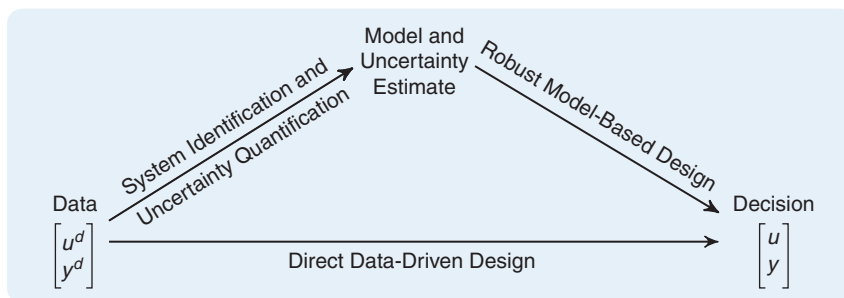 Model and
Uncertainty
Estimate
System Identification and
Uncertainty Quantification
Robust Model-Based Design
Data
[u^d
y^d]
Decision
[u
y]
Direct Data-Driven Design